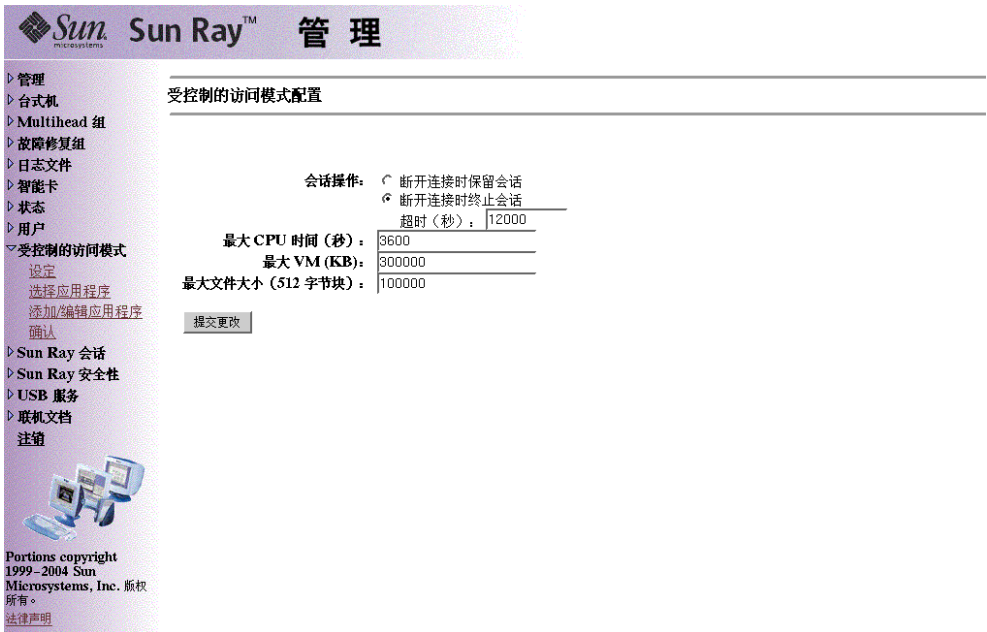 Sun microsystems Sun Ray™ 管 理
管理
台式机
Multihead 组
故障修复组
日志文件
智能卡
状态
用户
受控制的访问模式
设定
选择应用程序
添加/编辑应用程序
确认
Sun Ray 会话
Sun Ray 安全性
USB 服务
联机文档
注销
Portions copyright
1999–2004 Sun
Microsystems, Inc. 版权
所有。
法律声明
受控制的访问模式配置
会话操作： 断开连接时保留会话
断开连接时终止会话
超时（秒）： 12000
最大 CPU 时间（秒）： 3600
最大 VM (KB)： 300000
最大文件大小（512 字节块）： 100000
提交更改